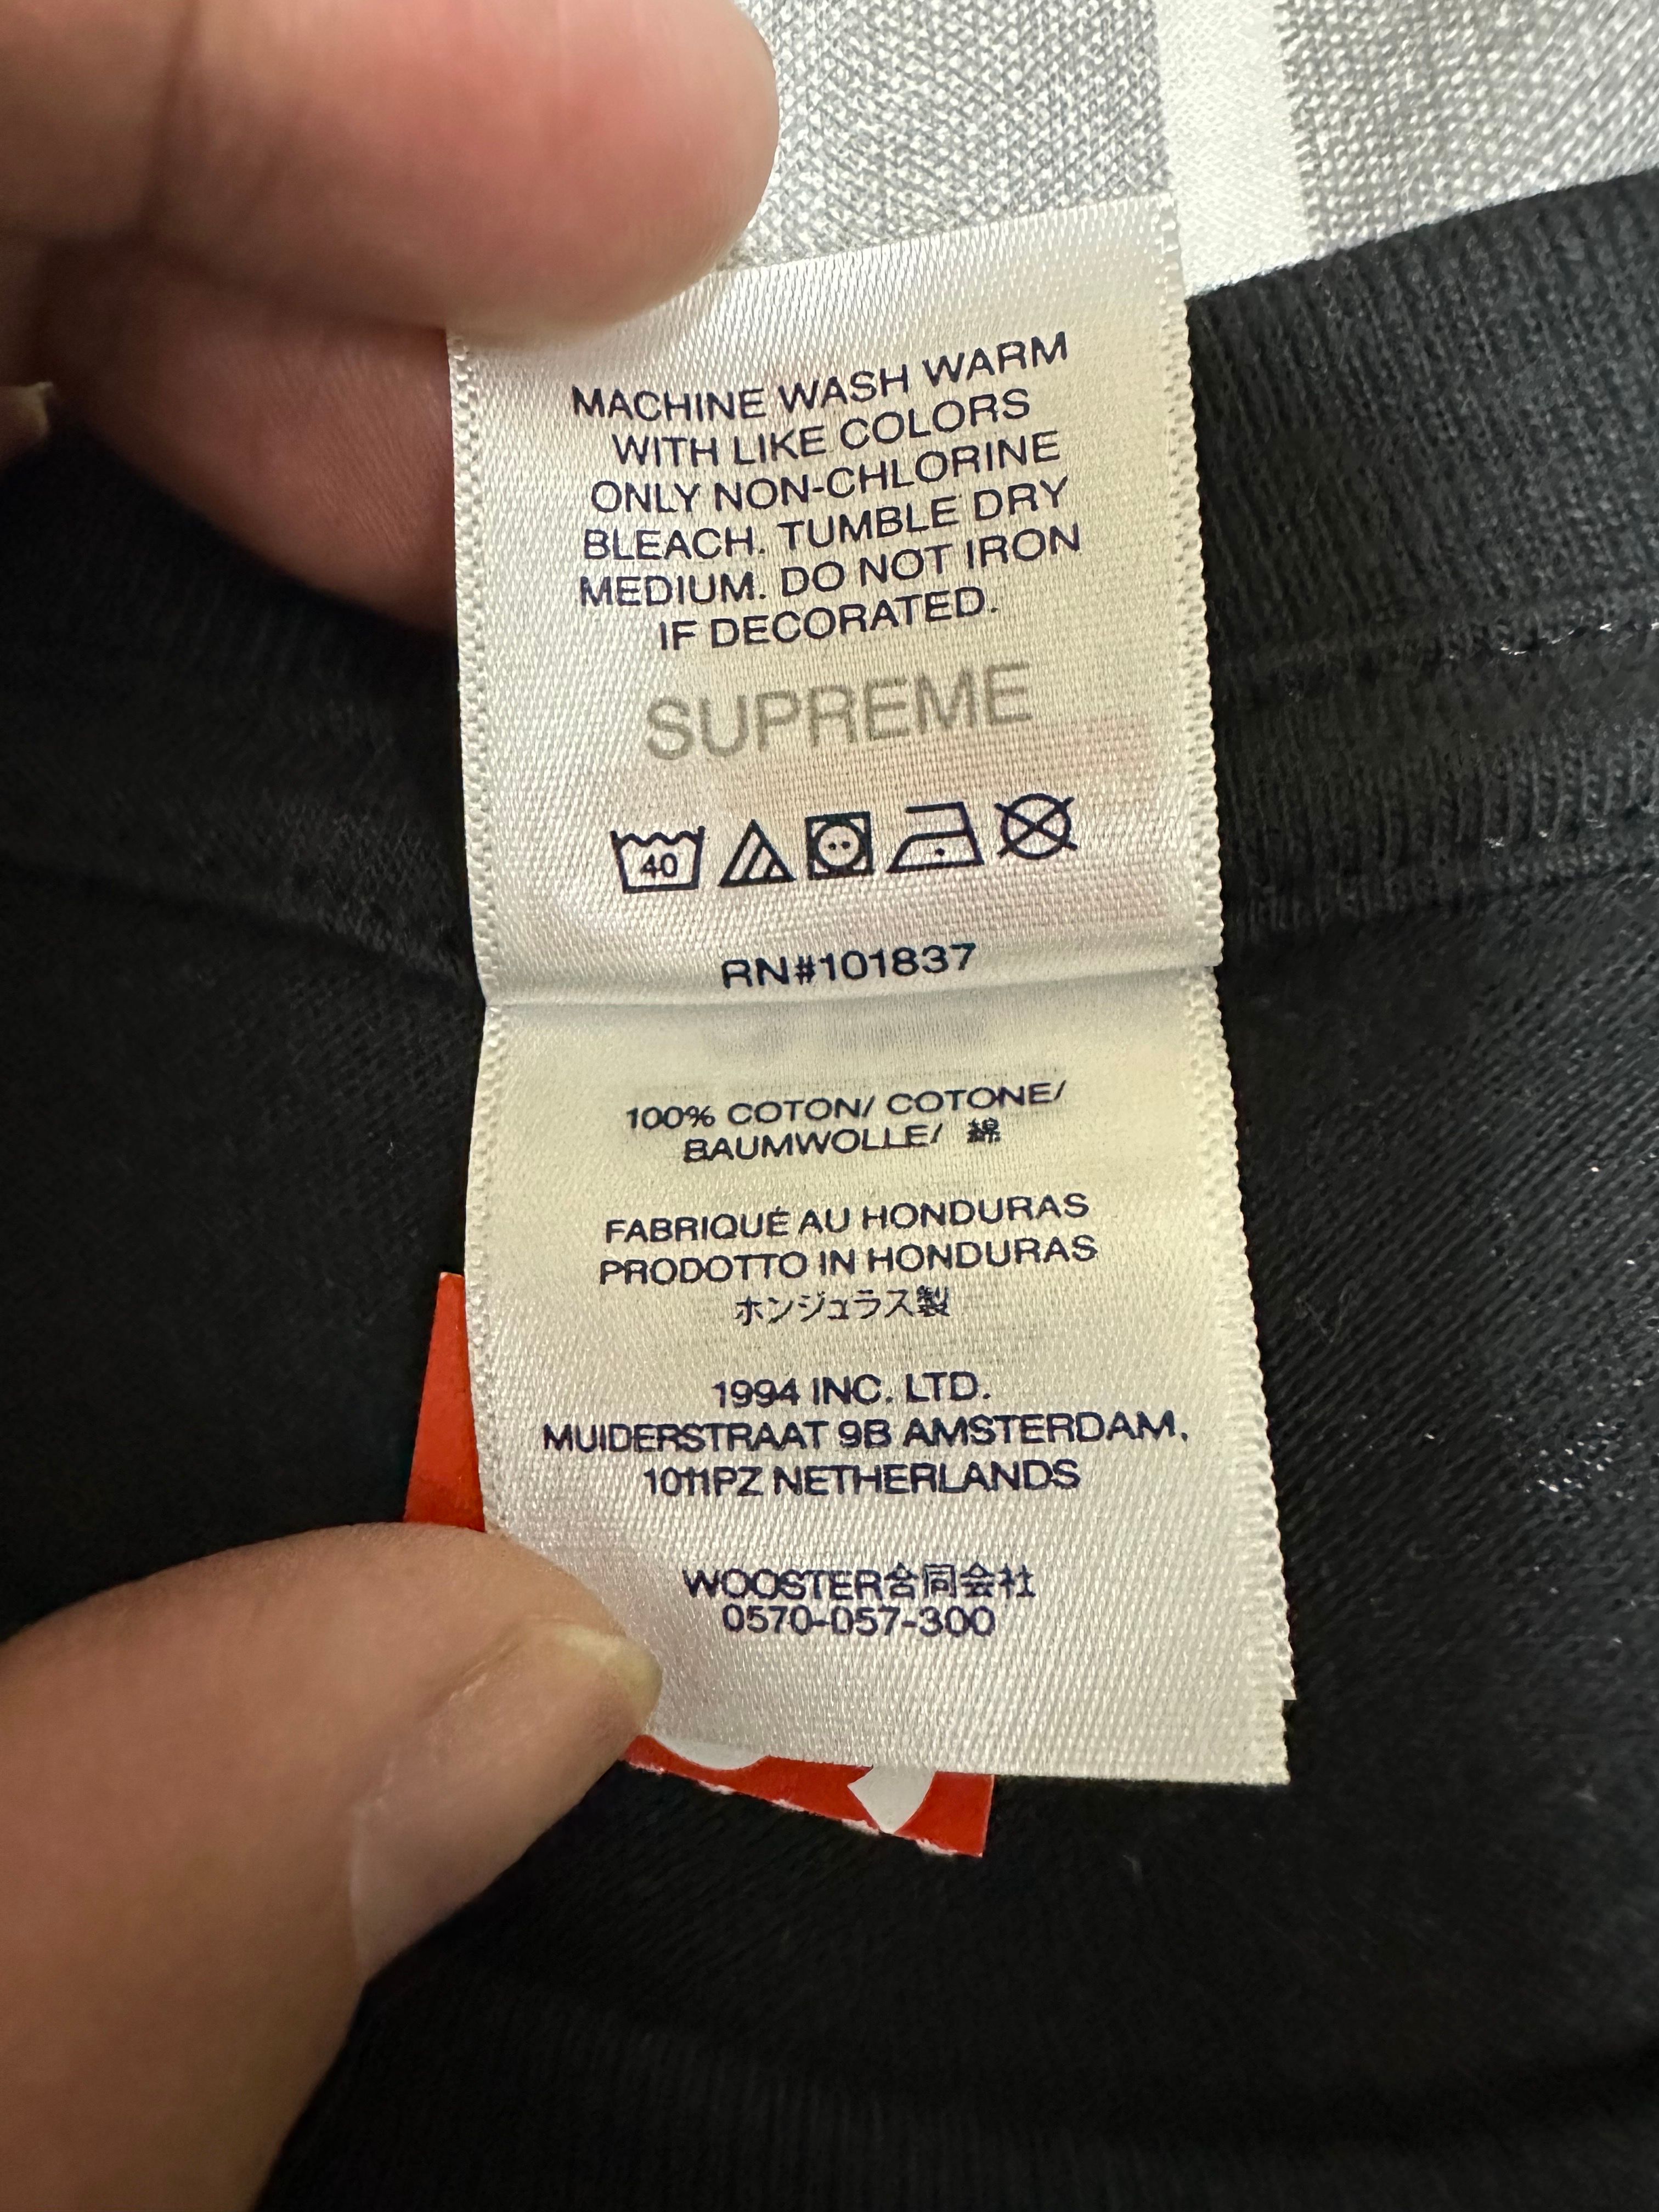 MACHINE WASH WARM
WITH LIKE COLORS
ONLY NON-CHLORINE
BLEACH. TUMBLE DRY
MEDIUM. DO NOT IRON
IF DECORATED.
SUPREME
40
RN#101837
100% COTON/ COTONE/
BAUMWOLLE/ 綿
FABRIQUÉ AU HONDURAS
PRODOTTO IN HONDURAS
ホンジュラス製
1994 INC. LTD.
MUIDERSTRAAT 9B AMSTERDAM,
1011PZ NETHERLANDS
WOOSTER合同会社
0570-057-300